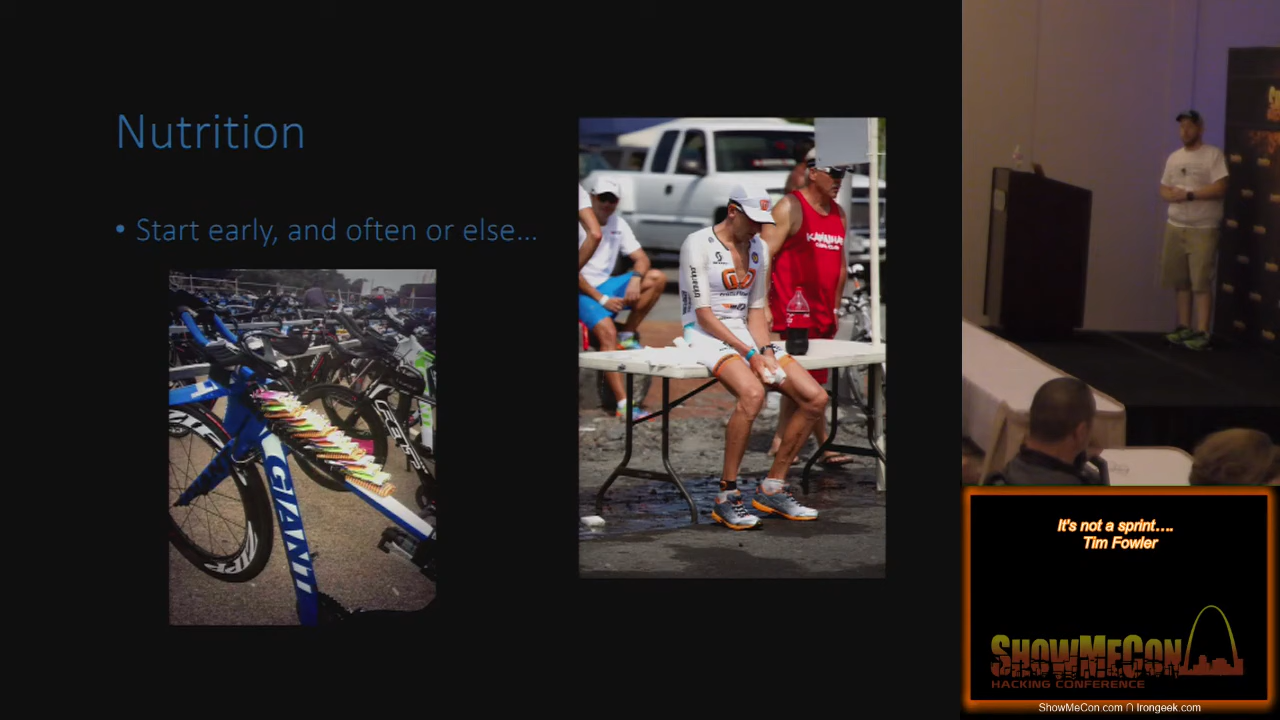 Nutrition
• Start early, and often or else...
GIANT
ZIPP
It's not a sprint....
Tim Fowler
ShowMeCon
HACKING CONFERENCE
ShowMeCon.com ∩ Irongeek.com